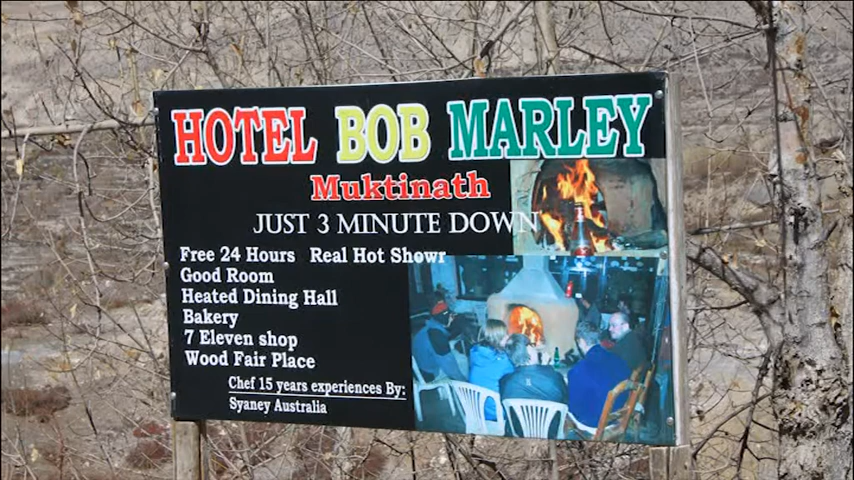 HOTEL BOB MARLEY
Muktinath
JUST 3 MINUTE DOWN
Free 24 Hours Real Hot Showr
Good Room
Heated Dining Hall
Bakery
7 Eleven shop
Wood Fair Place
Chef 15 years experiences By:
Syaney Australia